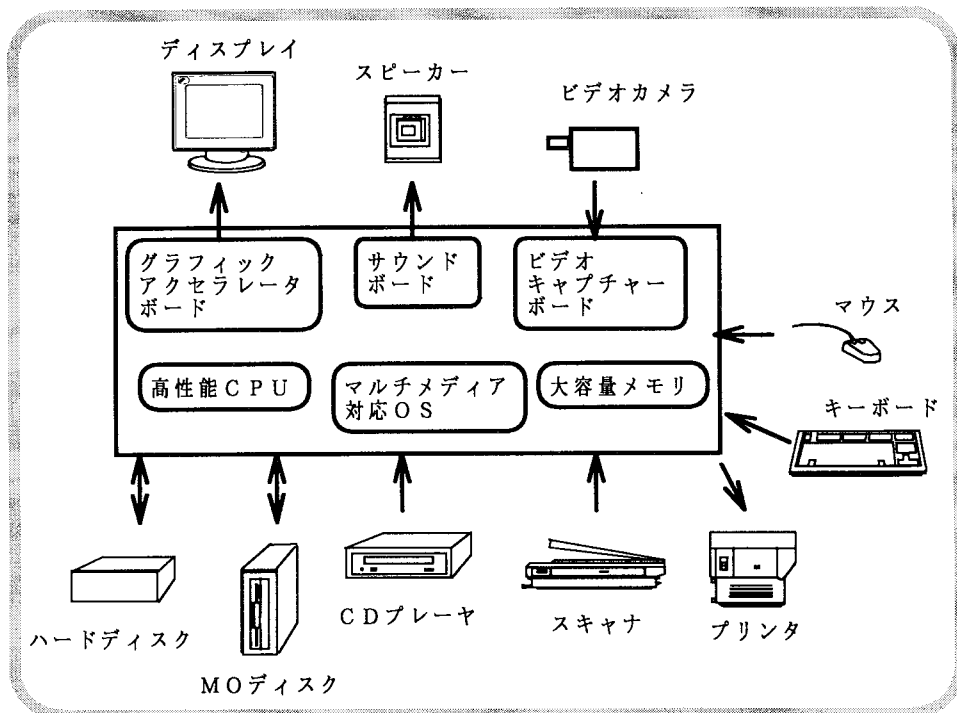 ディスプレイ
スピーカー
ビデオカメラ
グラフィック
アクセラレータ
ボード
サウンド
ボード
ビデオ
キャプチャー
ボード
マウス
高性能CPU
マルチメディア
対応OS
大容量メモリ
キーボード
ハードディスク
MOディスク
CDプレーヤ
スキャナ
プリンタ